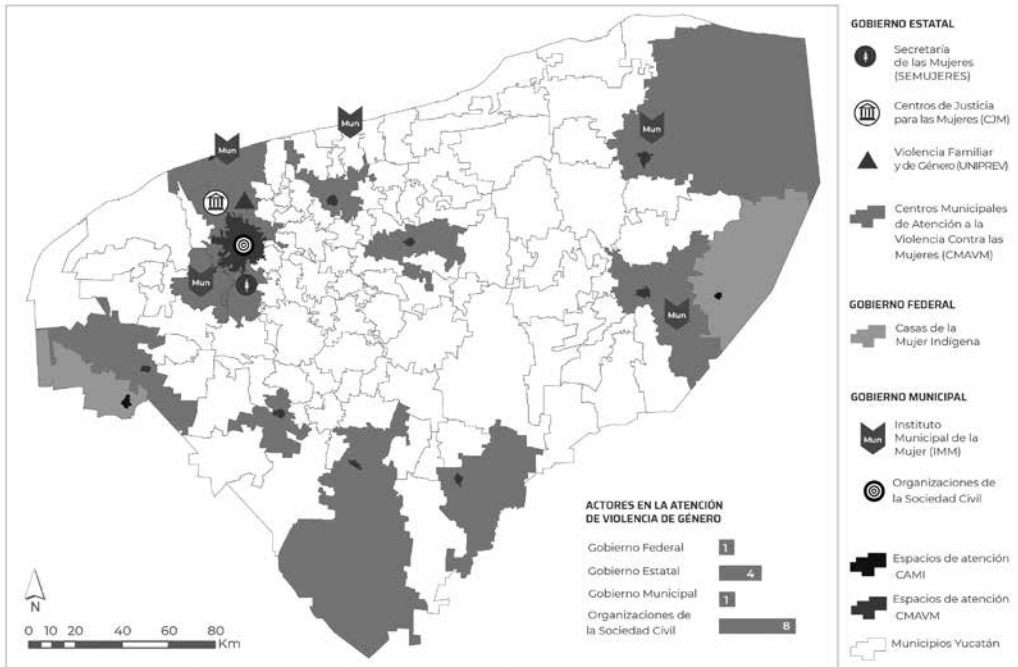 Mun
Mun
Mun
Mun
Mun
N
0 10 20 40 60 80
Km
ACTORES EN LA ATENCIÓN
DE VIOLENCIA DE GÉNERO
Gobierno Federal 1
Gobierno Estatal 4
Gobierno Municipal 1
Organizaciones de
la Sociedad Civil 8
GOBIERNO ESTATAL
Secretaría
de las Mujeres
(SEMUJERES)
Centros de Justicia
para las Mujeres (CJM)
Violencia Familiar
y de Género (UNIPREV)
Centros Municipales
de Atención a la
Violencia Contra las
Mujeres (CMAVM)
GOBIERNO FEDERAL
Casas de la
Mujer Indígena
GOBIERNO MUNICIPAL
Mun
Instituto
Municipal de la
Mujer (IMM)
Organizaciones de
la Sociedad Civil
Espacios de atención
CAMI
Espacios de atención
CMAVM
Municipios Yucatán